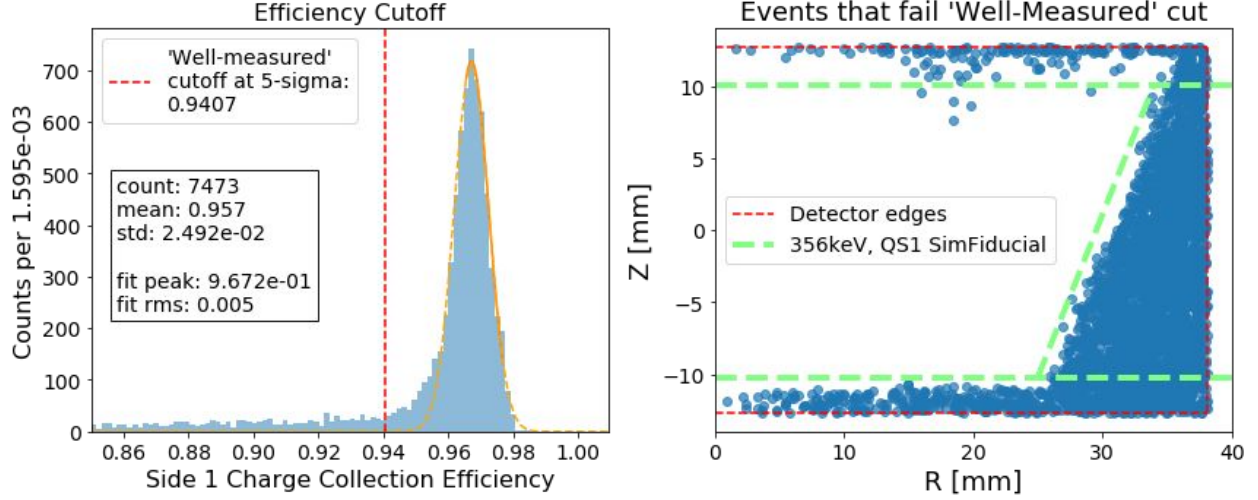 Efficiency Cutoff
'Well-measured'
cutoff at 5-sigma:
0.9407
count: 7473
mean: 0.957
std: 2.492e-02
fit peak: 9.672e-01
fit rms: 0.005
Counts per 1.595e-03
700
600
500
400
300
200
100
0
0.86 0.88 0.90 0.92 0.94 0.96 0.98 1.00
Side 1 Charge Collection Efficiency
Events that fail 'Well-Measured' cut
Detector edges
356keV, QS1 SimFiducial
Z [mm]
10
5
0
−5
−10
0 10 20 30 40
R [mm]